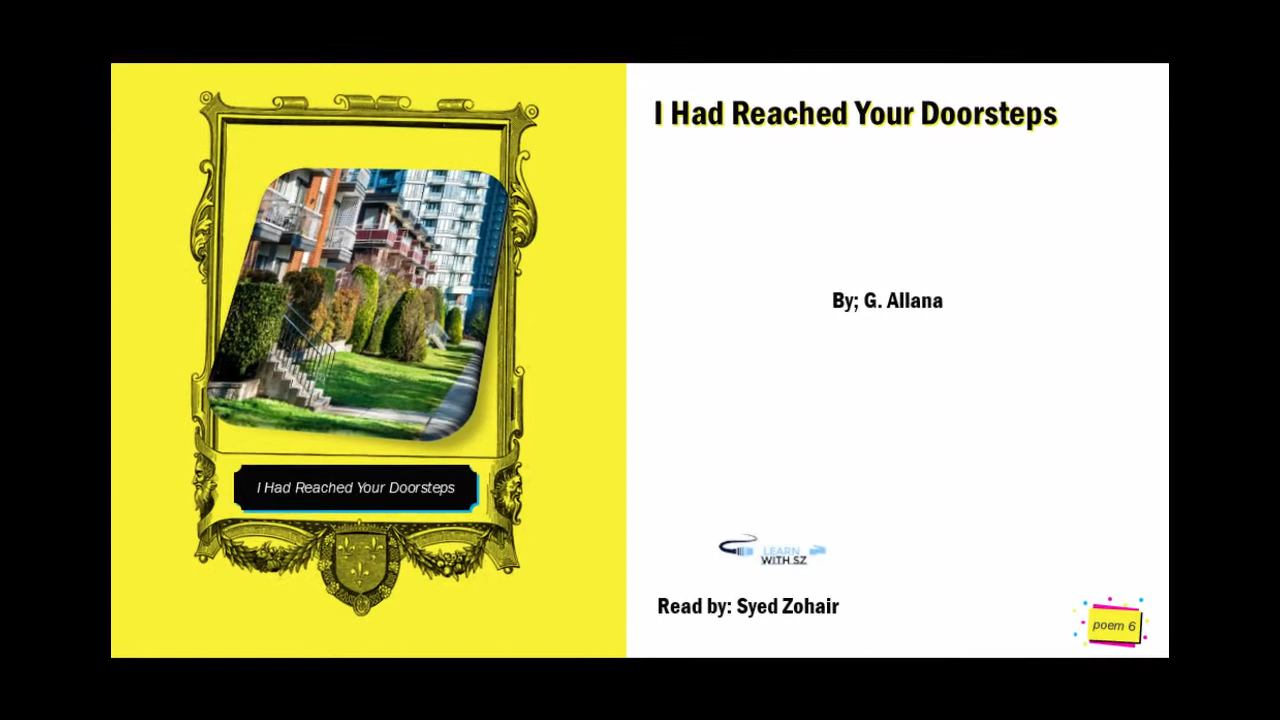 I Had Reached Your Doorsteps
By; G. Allana
I Had Reached Your Doorsteps
LEARN
WITH SZ
Read by: Syed Zohair
poem 6